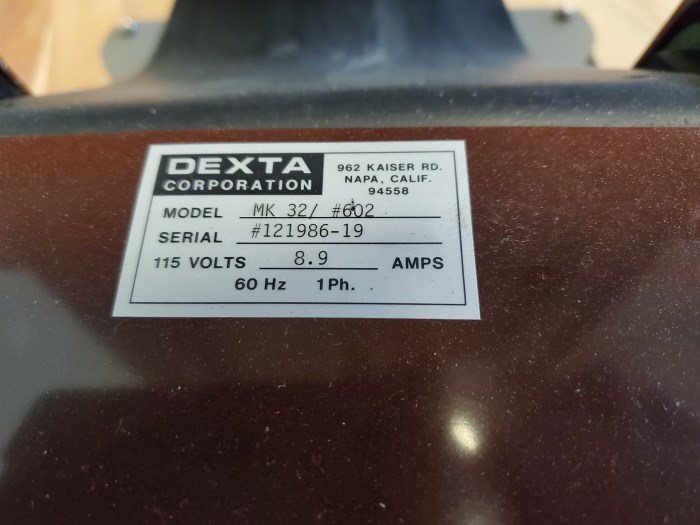 DEXTA
CORPORATION
962 KAISER RD.
NAPA, CALIF.
94558
MODEL MK 32/ #602
SERIAL #121986-19
115 VOLTS 8.9 AMPS
60 Hz 1Ph.